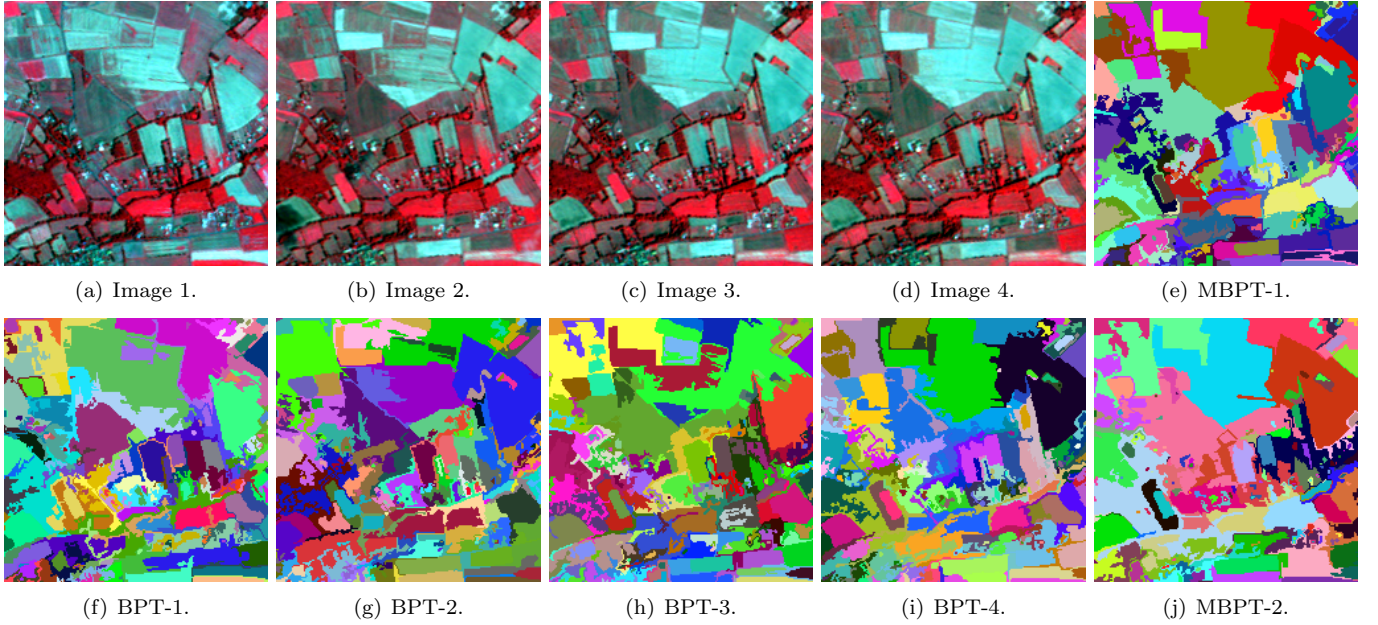 (a) Image 1.
(b) Image 2.
(c) Image 3.
(d) Image 4.
(e) MBPT-1.
(f) BPT-1.
(g) BPT-2.
(h) BPT-3.
(i) BPT-4.
(j) MBPT-2.